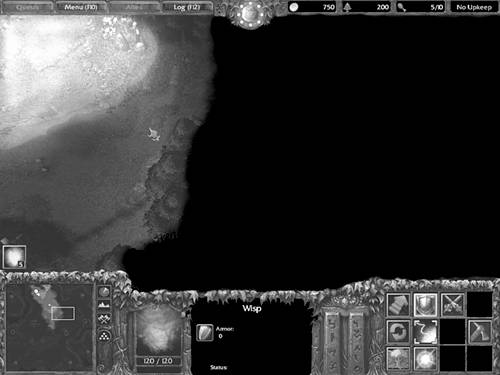 Quests Menu (F10) Allies Log (F12) 750 200 5/10 No Upkeep
5
Wisp
Armor:
0
120 / 120
Status: